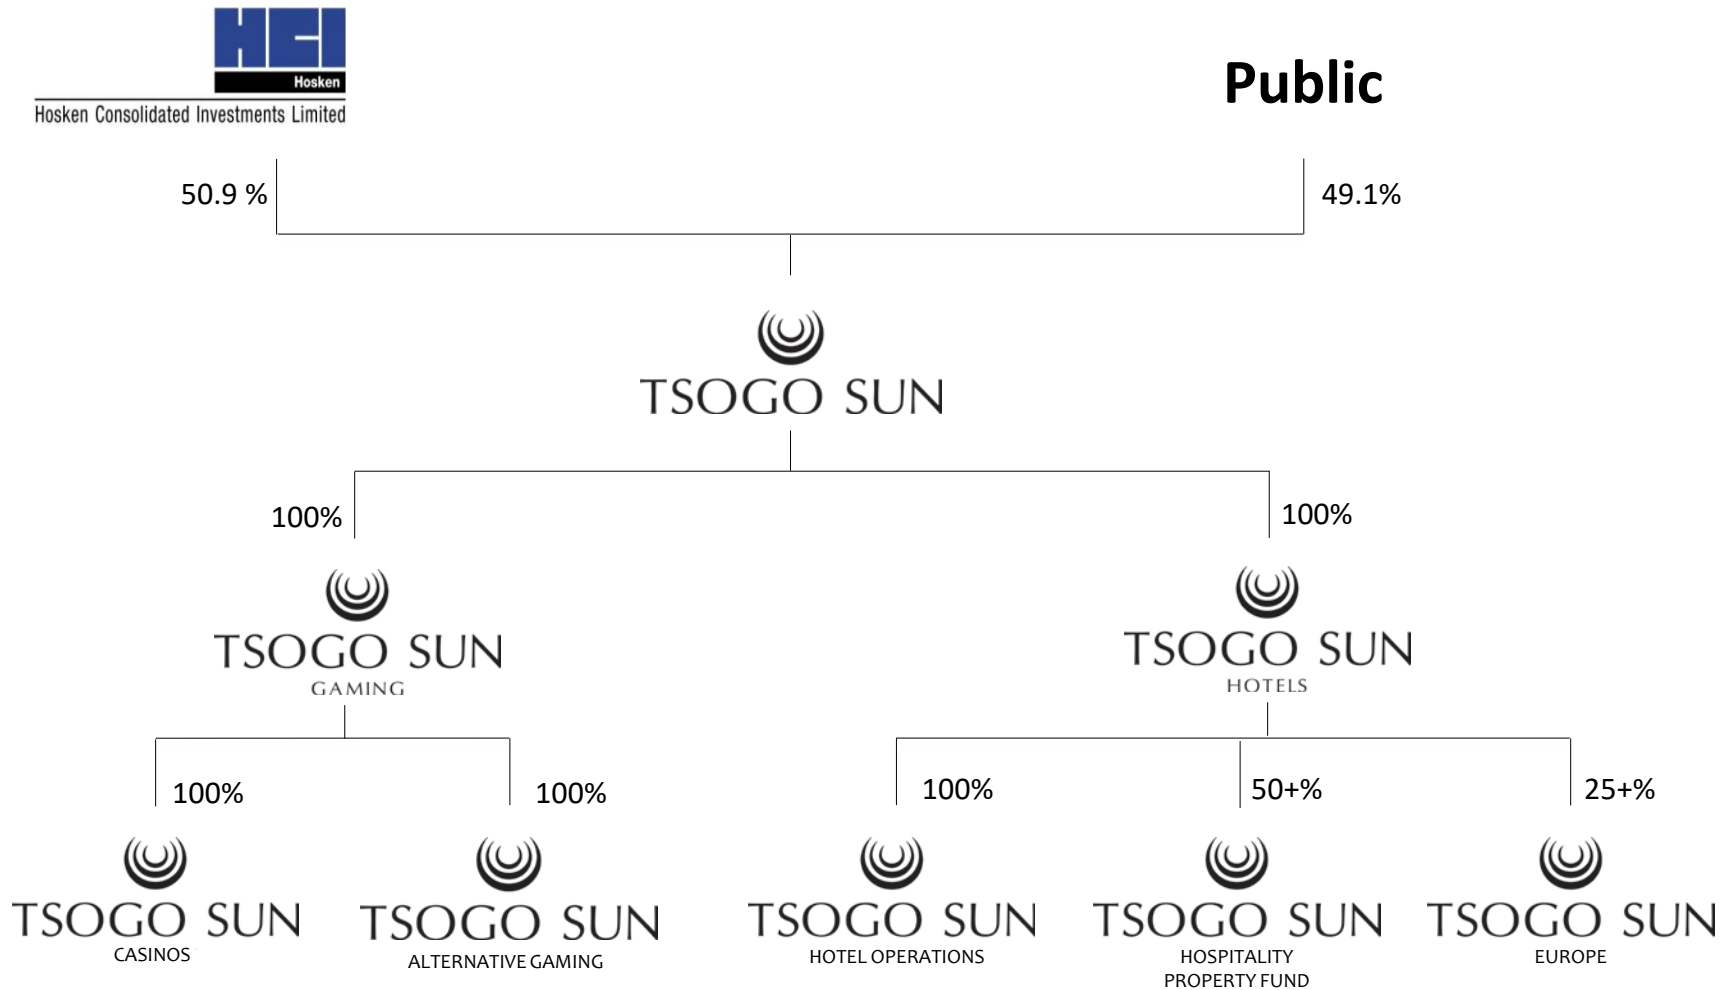 HCI
Hosken
Hosken Consolidated Investments Limited
Public
50.9 %
49.1%
TSOGO SUN
100%
100%
TSOGO SUN
GAMING
TSOGO SUN
HOTELS
100%
100%
100%
50+%
25+%
TSOGO SUN
CASINOS
TSOGO SUN
ALTERNATIVE GAMING
TSOGO SUN
HOTEL OPERATIONS
TSOGO SUN
HOSPITALITY
PROPERTY FUND
TSOGO SUN
EUROPE